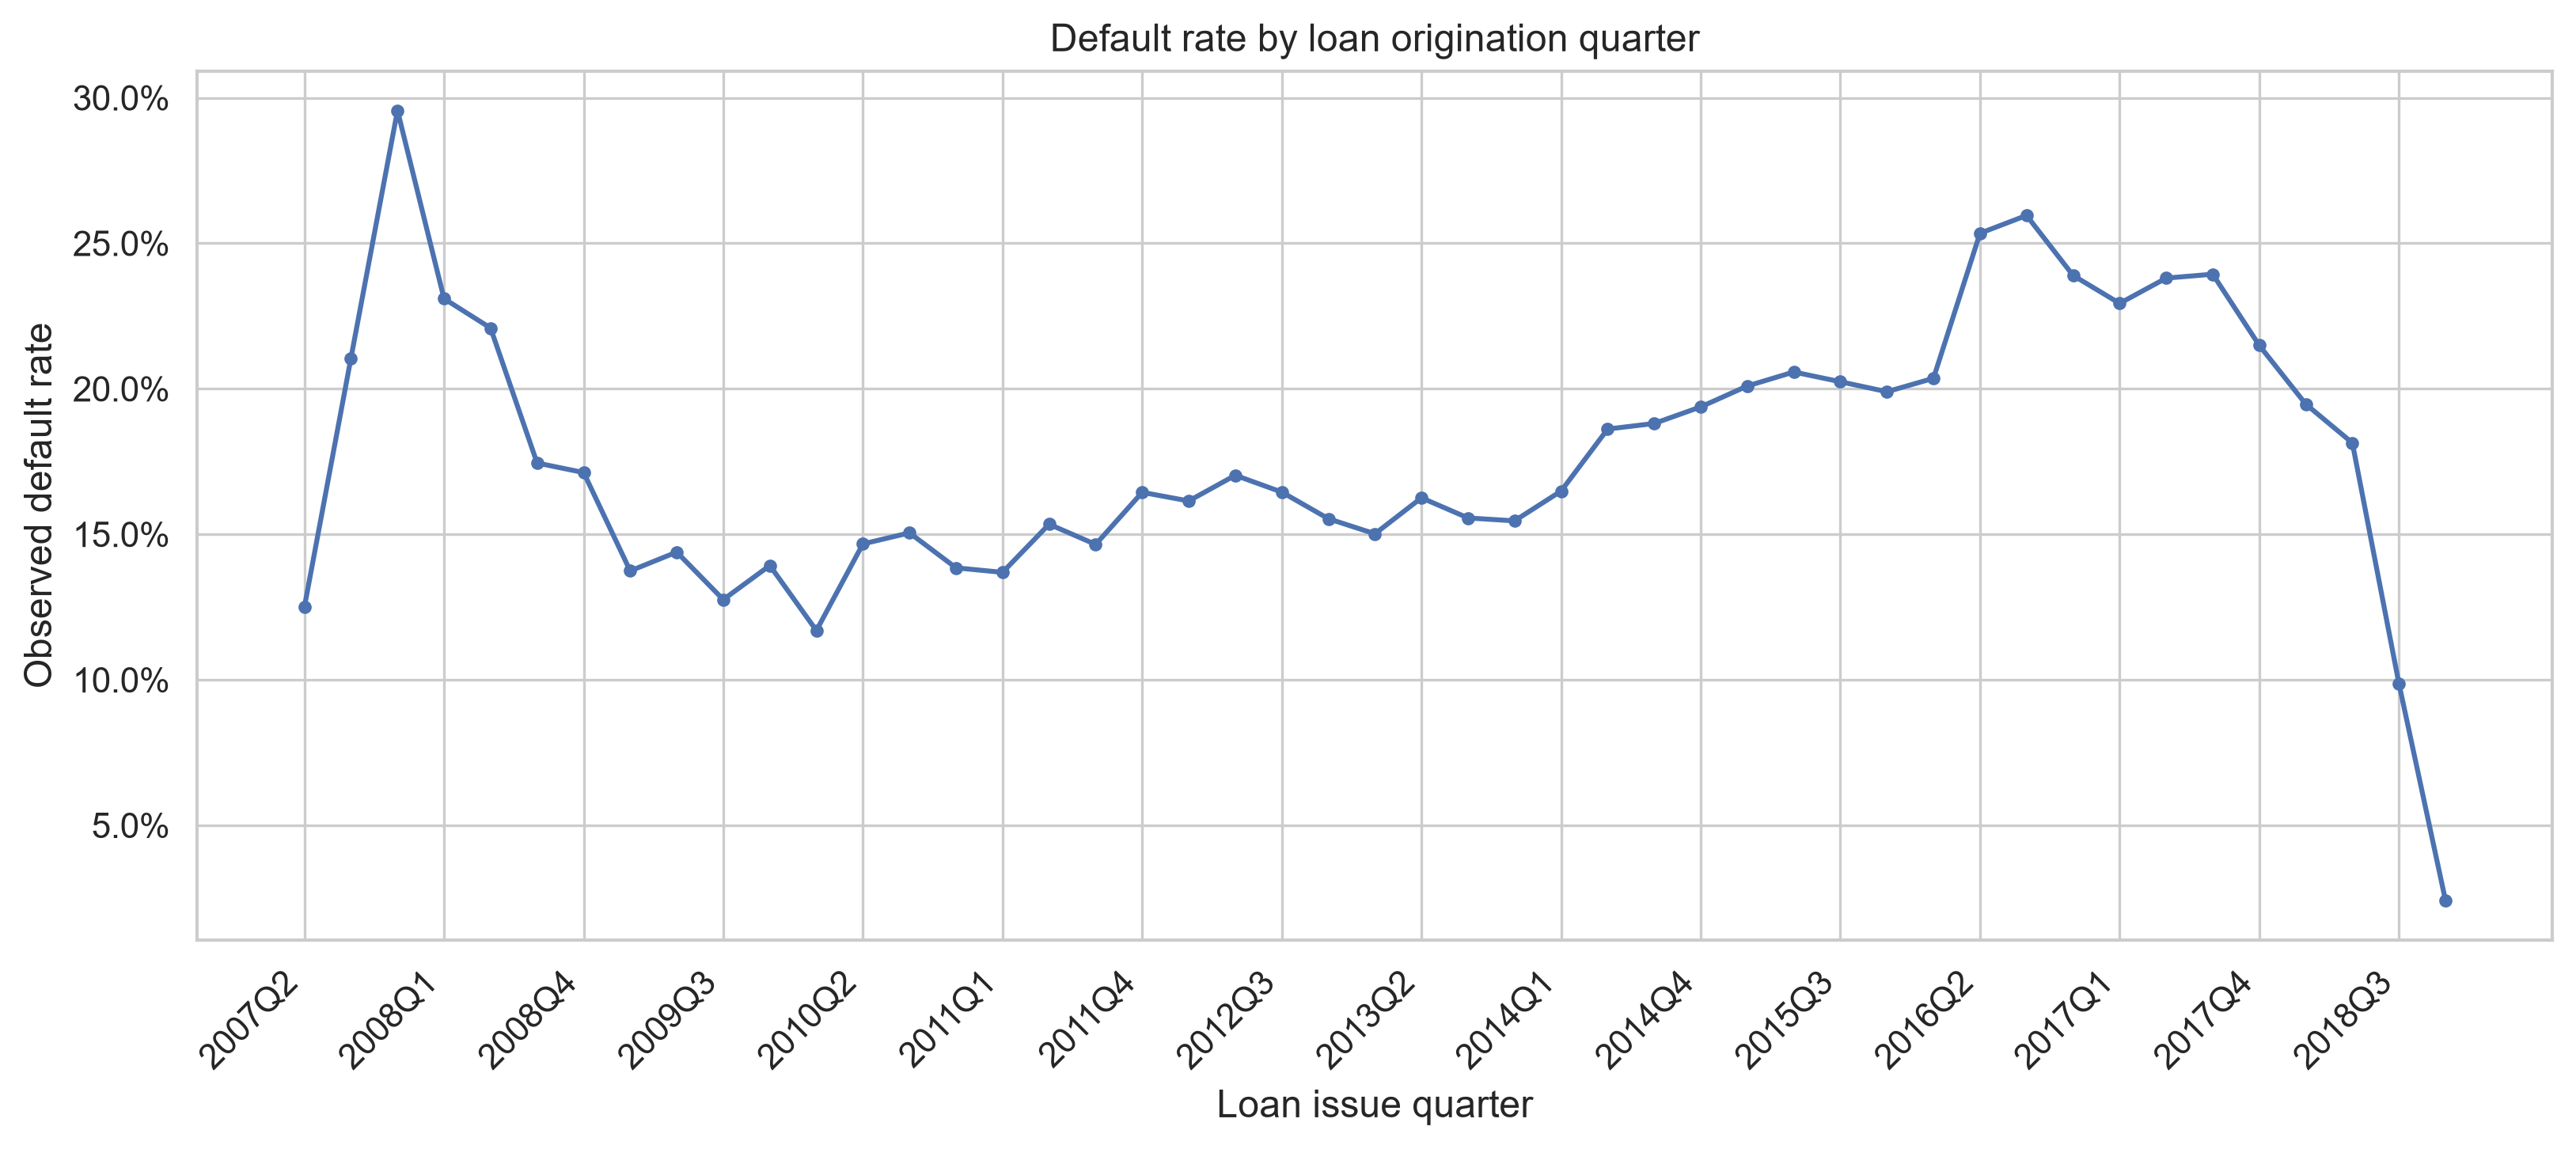 Default rate by loan origination quarter
Observed default rate
30.0%
25.0%
20.0%
15.0%
10.0%
5.0%
2007Q2
2008Q1
2008Q4
2009Q3
2010Q2
2011Q1
2011Q4
2012Q3
2013Q2
2014Q1
2014Q4
2015Q3
2016Q2
2017Q1
2017Q4
2018Q3
Loan issue quarter